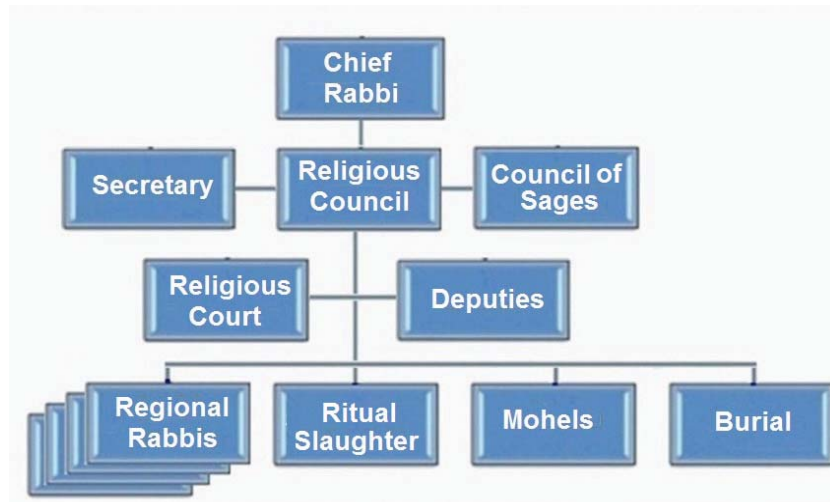 Chief
Rabbi
Secretary
Religious
Council
Council of
Sages
Religious
Court
Deputies
Regional
Rabbis
Ritual
Slaughter
Mohels
Burial